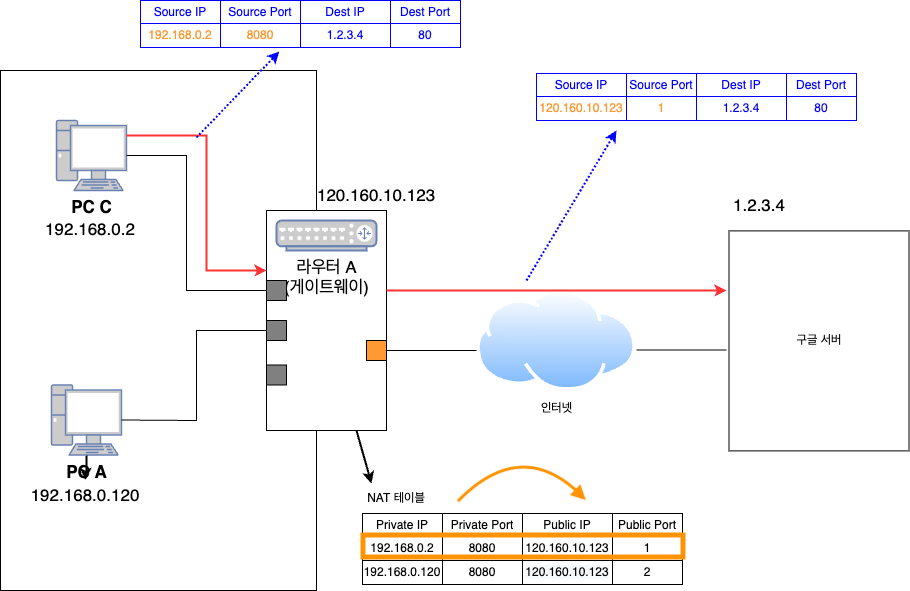 Source IP Source Port Dest IP Dest Port
192.168.0.2 8080 1.2.3.4 80
Source IP Source Port Dest IP Dest Port
120.160.10.123 1 1.2.3.4 80
PC C
192.168.0.2
120.160.10.123
라우터 A
(게이트웨이)
1.2.3.4
구글 서버
인터넷
PC A
192.168.0.120
NAT 테이블
Private IP Private Port Public IP Public Port
192.168.0.2 8080 120.160.10.123 1
192.168.0.120 8080 120.160.10.123 2